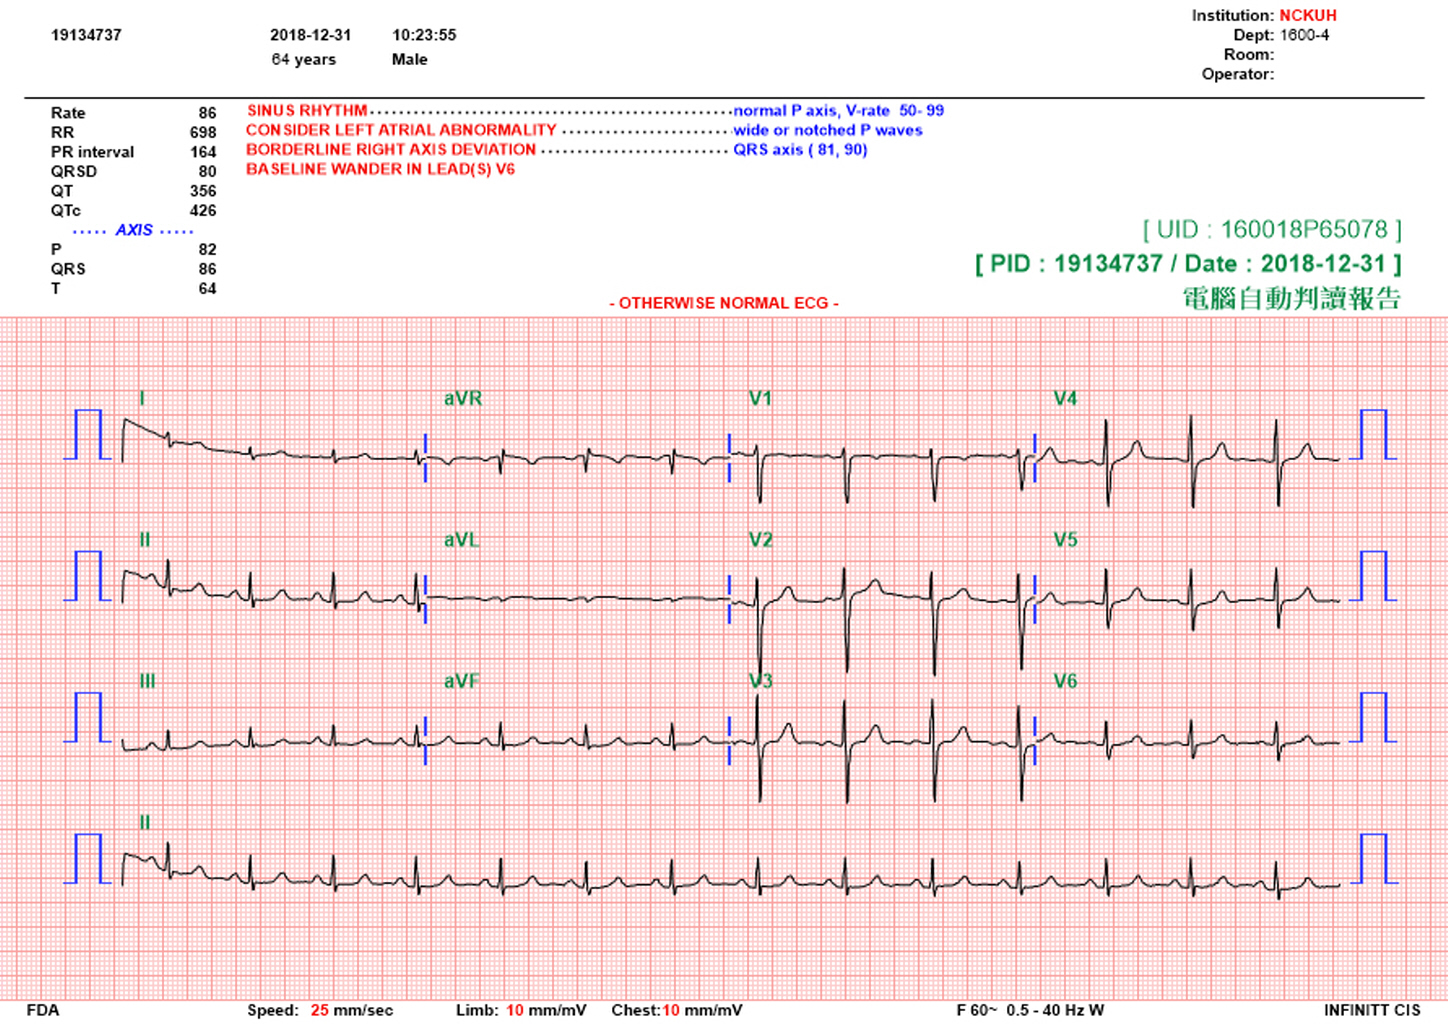 Institution: NCKUH
19134737 2018-12-31 10:23:55 Dept: 1600-4
64 years Male Room:
Operator:
Rate 86 SINUS RHYTHM normal P axis, V-rate 50- 99
RR 698 CONSIDER LEFT ATRIAL ABNORMALITY wide or notched P waves
PR interval 164 BORDERLINE RIGHT AXIS DEVIATION QRS axis ( 81, 90)
QRSD 80 BASELINE WANDER IN LEAD(S) V6
QT 356
QTc 426
····· AXIS ·····
P 82
QRS 86
T 64
[ UID : 160018P65078 ]
[ PID : 19134737 / Date : 2018-12-31 ]
電腦自動判讀報告
- OTHERWISE NORMAL ECG -
I aVR V1 V4
II aVL V2 V5
III aVF V3 V6
II
FDA Speed: 25 mm/sec Limb: 10 mm/mV Chest:10 mm/mV F 60~ 0.5 - 40 Hz W INFINITT CIS